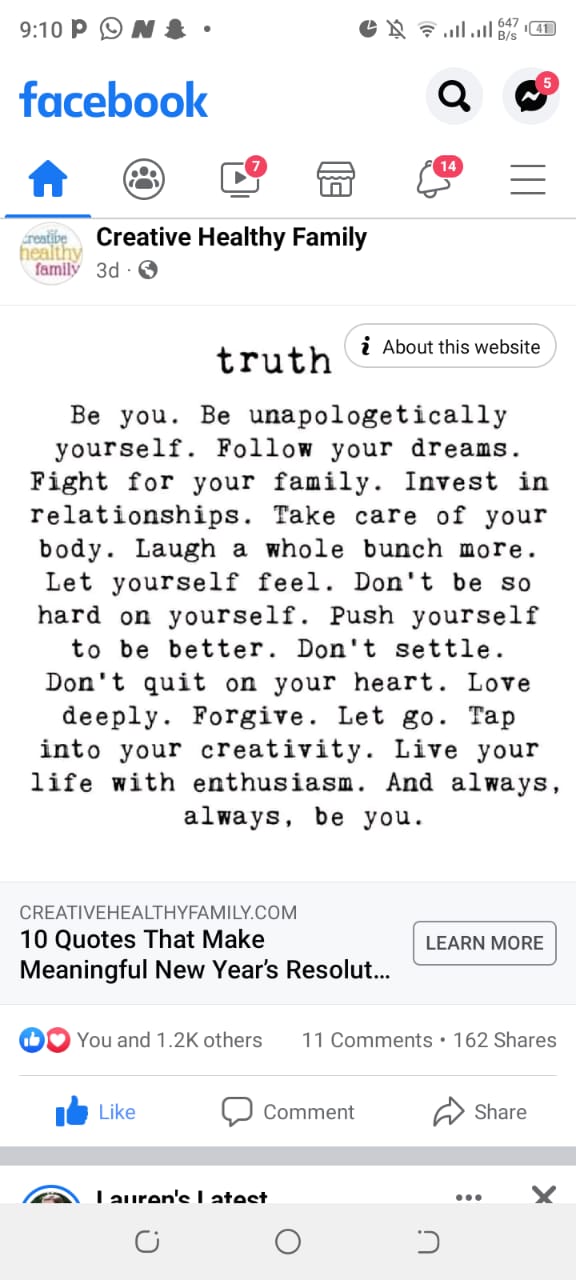 9:10
647
B/s
41
facebook
5
7
14
creative
healthy
family
Creative Healthy Family
3d ·
truth
i About this website
Be you. Be unapologetically
yourself. Follow your dreams.
Fight for your family. Invest in
relationships. Take care of your
body. Laugh a whole bunch more.
Let yourself feel. Don't be so
hard on yourself. Push yourself
to be better. Don't settle.
Don't quit on your heart. Love
deeply. Forgive. Let go. Tap
into your creativity. Live your
life with enthusiasm. And always,
always, be you.
CREATIVEHEALTHYFAMILY.COM
10 Quotes That Make
Meaningful New Year's Resolut...
LEARN MORE
You and 1.2K others
11 Comments • 162 Shares
Like
Comment
Share
Lauren's Latest